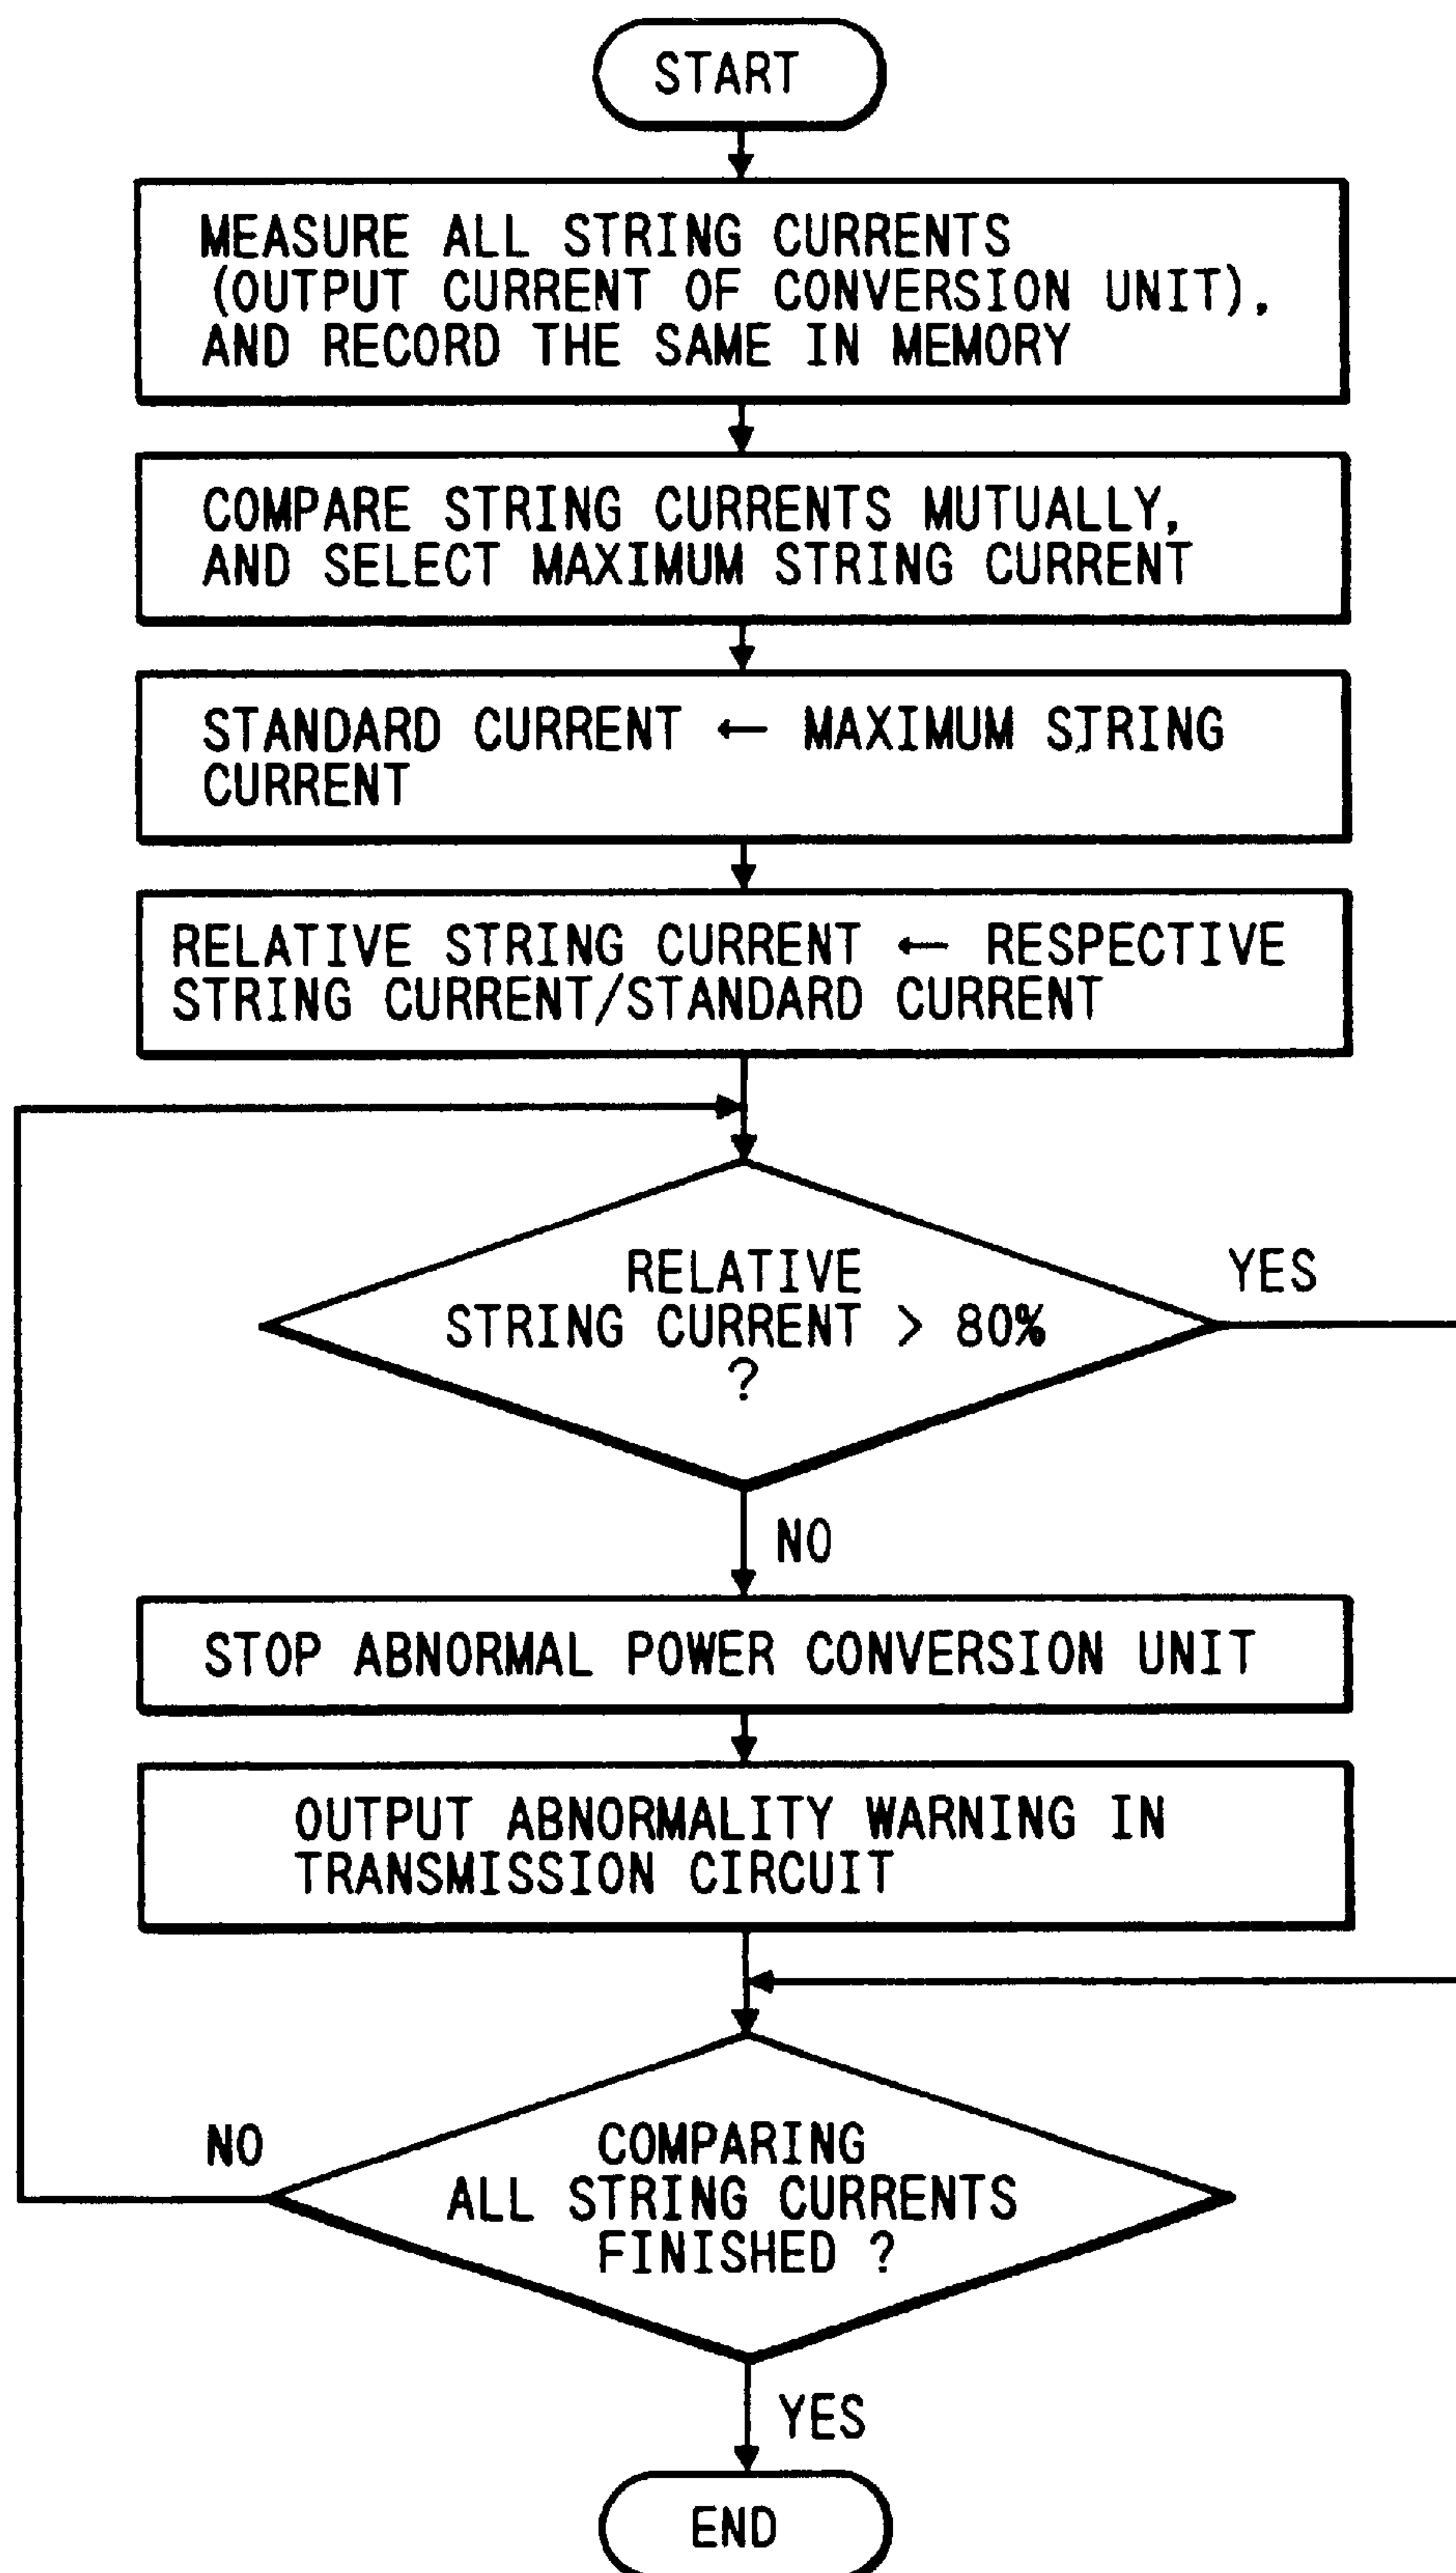 START
MEASURE ALL STRING CURRENTS
(OUTPUT CURRENT OF CONVERSION UNIT),
AND RECORD THE SAME IN MEMORY
COMPARE STRING CURRENTS MUTUALLY,
AND SELECT MAXIMUM STRING CURRENT
STANDARD CURRENT ← MAXIMUM STRING
CURRENT
RELATIVE STRING CURRENT ← RESPECTIVE
STRING CURRENT/STANDARD CURRENT
RELATIVE
STRING CURRENT > 80%
?
YES
NO
STOP ABNORMAL POWER CONVERSION UNIT
OUTPUT ABNORMALITY WARNING IN
TRANSMISSION CIRCUIT
NO
COMPARING
ALL STRING CURRENTS
FINISHED ?
YES
END